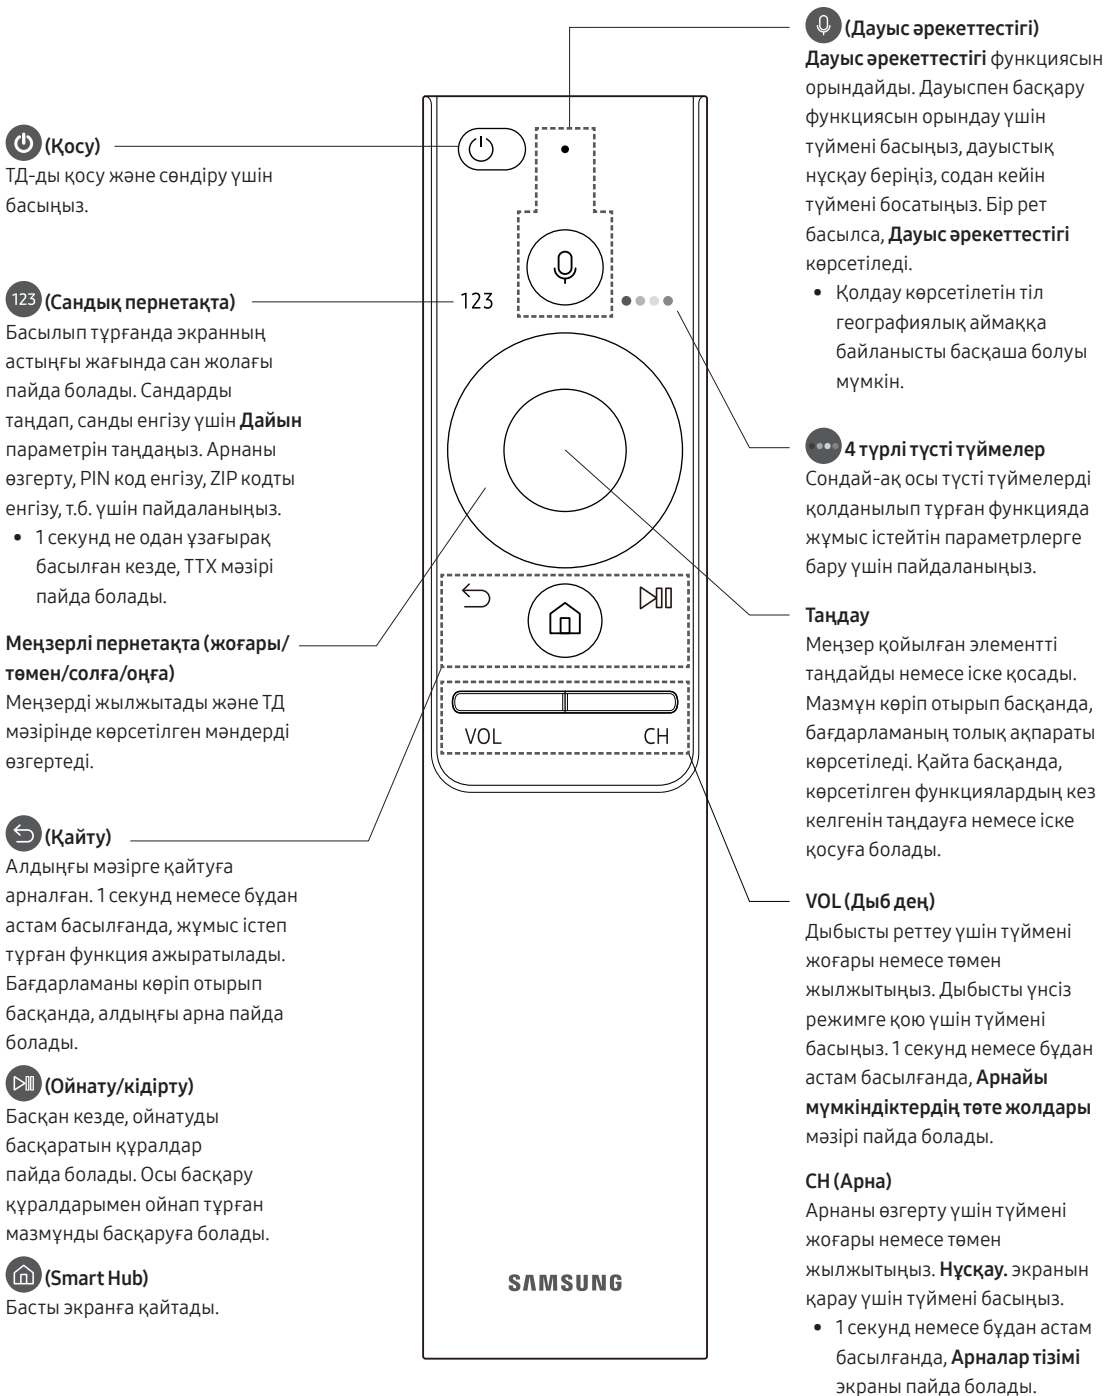 (Қосу)
ТД-ды қосу және сөндіру үшін
басыңыз.
123 (Сандық пернетақта)
Басылып тұрғанда экранның
астыңғы жағында сан жолағы
пайда болады. Сандарды
таңдап, санды енгізу үшін Дайын
параметрін таңдаңыз. Арнаны
өзгерту, PIN код енгізу, ZIP кодты
енгізу, т.б. үшін пайдаланыңыз.
• 1 секунд не одан ұзағырақ
басылған кезде, TTX мәзірі
пайда болады.
Меңзерлі пернетақта (жоғары/
төмен/солға/оңға)
Меңзерді жылжытады және ТД
мәзірінде көрсетілген мәндерді
өзгертеді.
(Қайту)
Алдыңғы мәзірге қайтуға
арналған. 1 секунд немесе бұдан
астам басылғанда, жұмыс істеп
тұрған функция ажыратылады.
Бағдарламаны көріп отырып
басқанда, алдыңғы арна пайда
болады.
(Ойнату/кідірту)
Басқан кезде, ойнатуды
басқаратын құралдар
пайда болады. Осы басқару
құралдарымен ойнап тұрған
мазмұнды басқаруға болады.
(Smart Hub)
Басты экранға қайтады.
123
VOL
CH
SAMSUNG
(Дауыс әрекеттестігі)
Дауыс әрекеттестігі функциясын
орындайды. Дауыспен басқару
функциясын орындау үшін
түймені басыңыз, дауыстық
нұсқау беріңіз, содан кейін
түймені босатыңыз. Бір рет
басылса, Дауыс әрекеттестігі
көрсетіледі.
• Қолдау көрсетілетін тіл
географиялық аймаққа
байланысты басқаша болуы
мүмкін.
4 түрлі түсті түймелер
Сондай-ақ осы түсті түймелерді
қолданылып тұрған функцияда
жұмыс істейтін параметрлерге
бару үшін пайдаланыңыз.
Таңдау
Меңзер қойылған элементті
таңдайды немесе іске қосады.
Мазмұн көріп отырып басқанда,
бағдарламаның толық ақпараты
көрсетіледі. Қайта басқанда,
көрсетілген функциялардың кез
келгенін таңдауға немесе іске
қосуға болады.
VOL (Дыб дең)
Дыбысты реттеу үшін түймені
жоғары немесе төмен
жылжытыңыз. Дыбысты үнсіз
режимге қою үшін түймені
басыңыз. 1 секунд немесе бұдан
астам басылғанда, Арнайы
мүмкіндіктердің төте жолдары
мәзірі пайда болады.
CH (Арна)
Арнаны өзгерту үшін түймені
жоғары немесе төмен
жылжытыңыз. Нұсқау. экранын
қарау үшін түймені басыңыз.
• 1 секунд немесе бұдан астам
басылғанда, Арналар тізімі
экраны пайда болады.